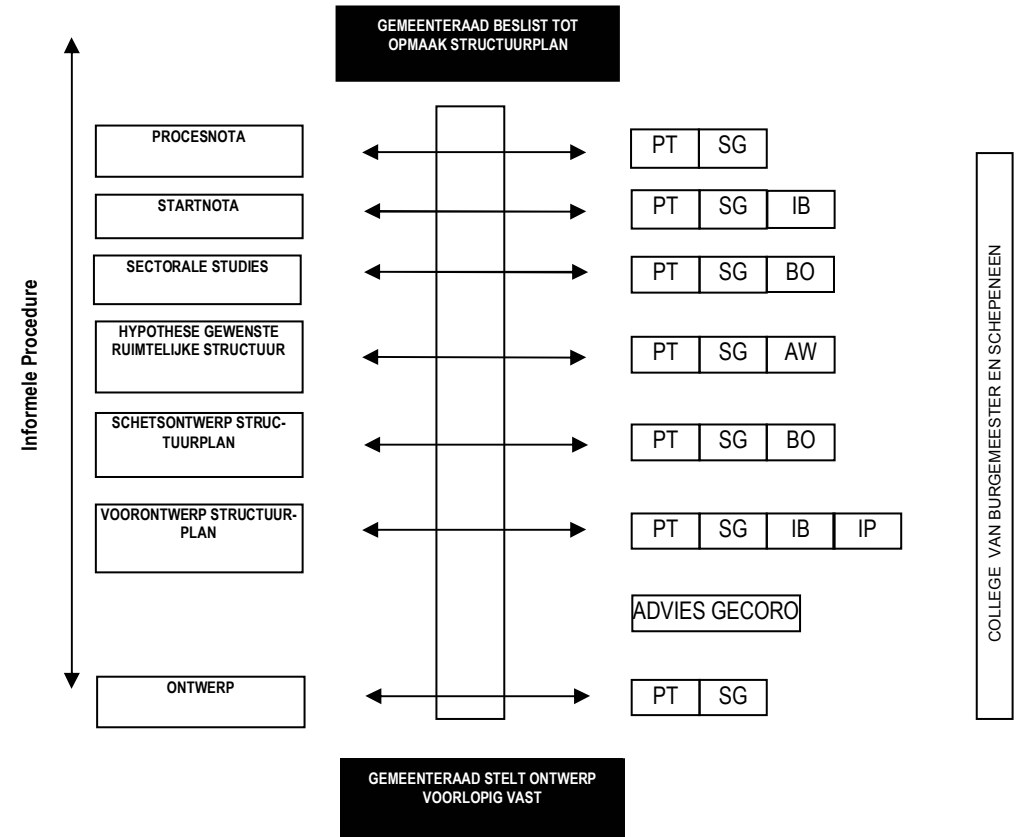 GEMEENTERAAD BESLIST TOT
OPMAAK STRUCTUURPLAN
Informele Procedure
PROCESNOTA
PT SG
STARTNOTA
PT SG IB
SECTORALE STUDIES
PT SG BO
HYPOTHESE GEWENSTE
RUIMTELIJKE STRUCTUUR
PT SG AW
SCHETSONTWERP STRUC-
TUURPLAN
PT SG BO
VOORONTWERP STRUCTUUR-
PLAN
PT SG IB IP
ADVIES GECORO
ONTWERP
PT SG
COLLEGE VAN BURGEMEESTER EN SCHEPENEEN
GEMEENTERAAD STELT ONTWERP
VOORLOPIG VAST